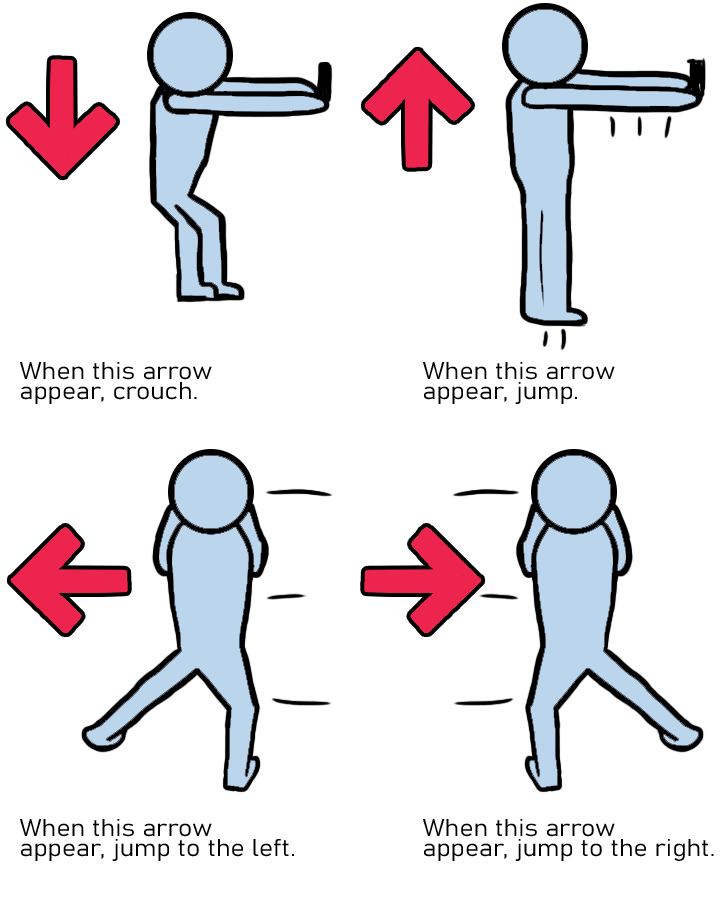 When this arrow
appear, crouch.
When this arrow
appear, jump.
When this arrow
appear, jump to the left.
When this arrow
appear, jump to the right.